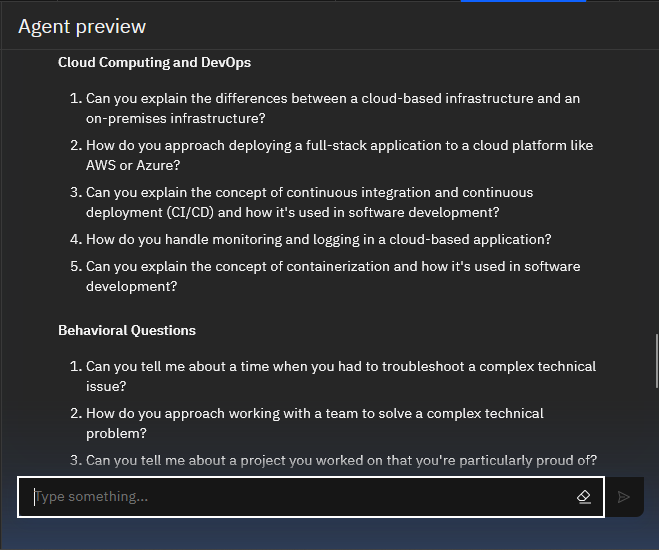 Agent preview
Cloud Computing and DevOps
1. Can you explain the differences between a cloud-based infrastructure and an
on-premises infrastructure?
2. How do you approach deploying a full-stack application to a cloud platform like
AWS or Azure?
3. Can you explain the concept of continuous integration and continuous
deployment (CI/CD) and how it's used in software development?
4. How do you handle monitoring and logging in a cloud-based application?
5. Can you explain the concept of containerization and how it's used in software
development?
Behavioral Questions
1. Can you tell me about a time when you had to troubleshoot a complex technical
issue?
2. How do you approach working with a team to solve a complex technical
problem?
3. Can you tell me about a project you worked on that you're particularly proud of?
Type something...